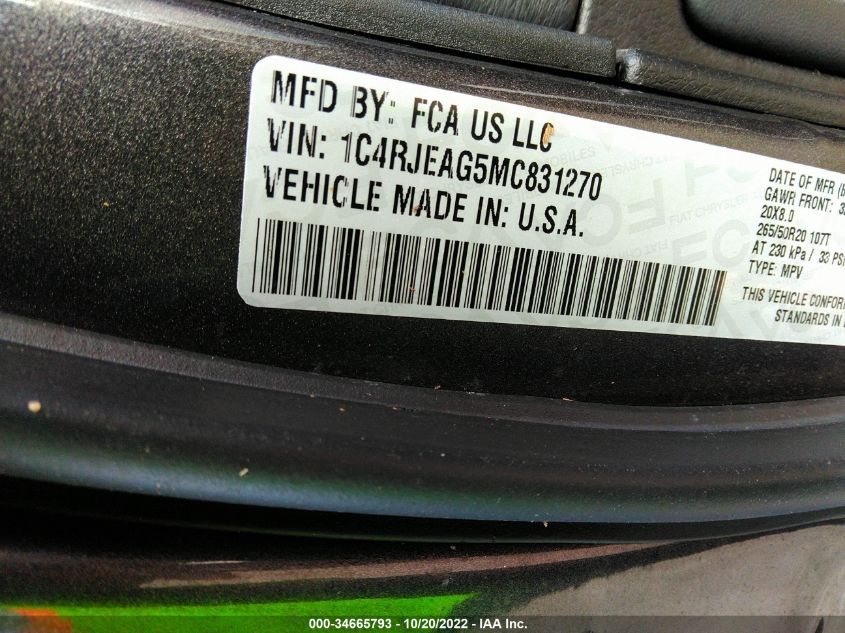 MFD BY: FCA US LLC
VIN: 1C4RJEAG5MC831270
VEHICLE MADE IN: U.S.A.
DATE OF MFR
GAWR FRONT:
20X8.0
265/50R20 107T
AT 230 kPa / 33 PSI
TYPE: MPV
THIS VEHICLE
STANDARDS IN
000-34665793 - 10/20/2022 - IAA Inc.